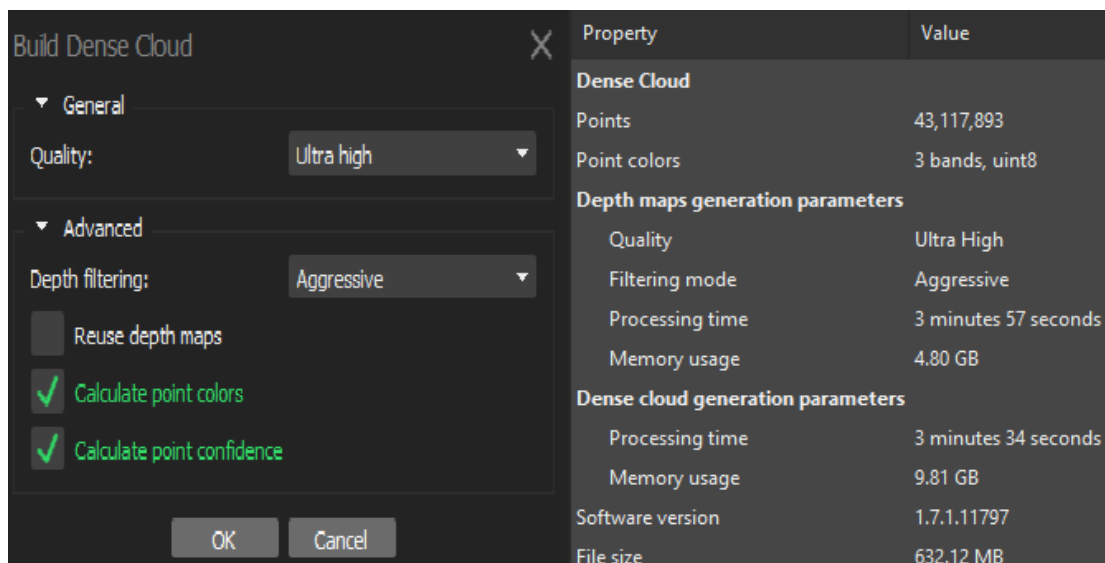 Build Dense Cloud
General
Quality: Ultra high
Advanced
Depth filtering: Aggressive
Reuse depth maps
Calculate point colors
Calculate point confidence
OK Cancel
Property Value
Dense Cloud
Points 43,117,893
Point colors 3 bands, uint8
Depth maps generation parameters
Quality Ultra High
Filtering mode Aggressive
Processing time 3 minutes 57 seconds
Memory usage 4.80 GB
Dense cloud generation parameters
Processing time 3 minutes 34 seconds
Memory usage 9.81 GB
Software version 1.7.1.11797
File size 632.12 MB